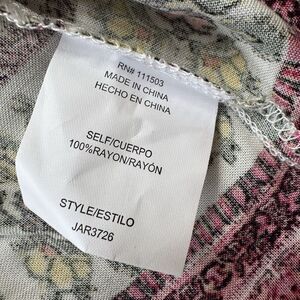 RN# 111503
MADE IN CHINA
HECHO EN CHINA
SELF/CUERPO
100%RAYON/RAYÓN
STYLE/ESTILO
JAR3726